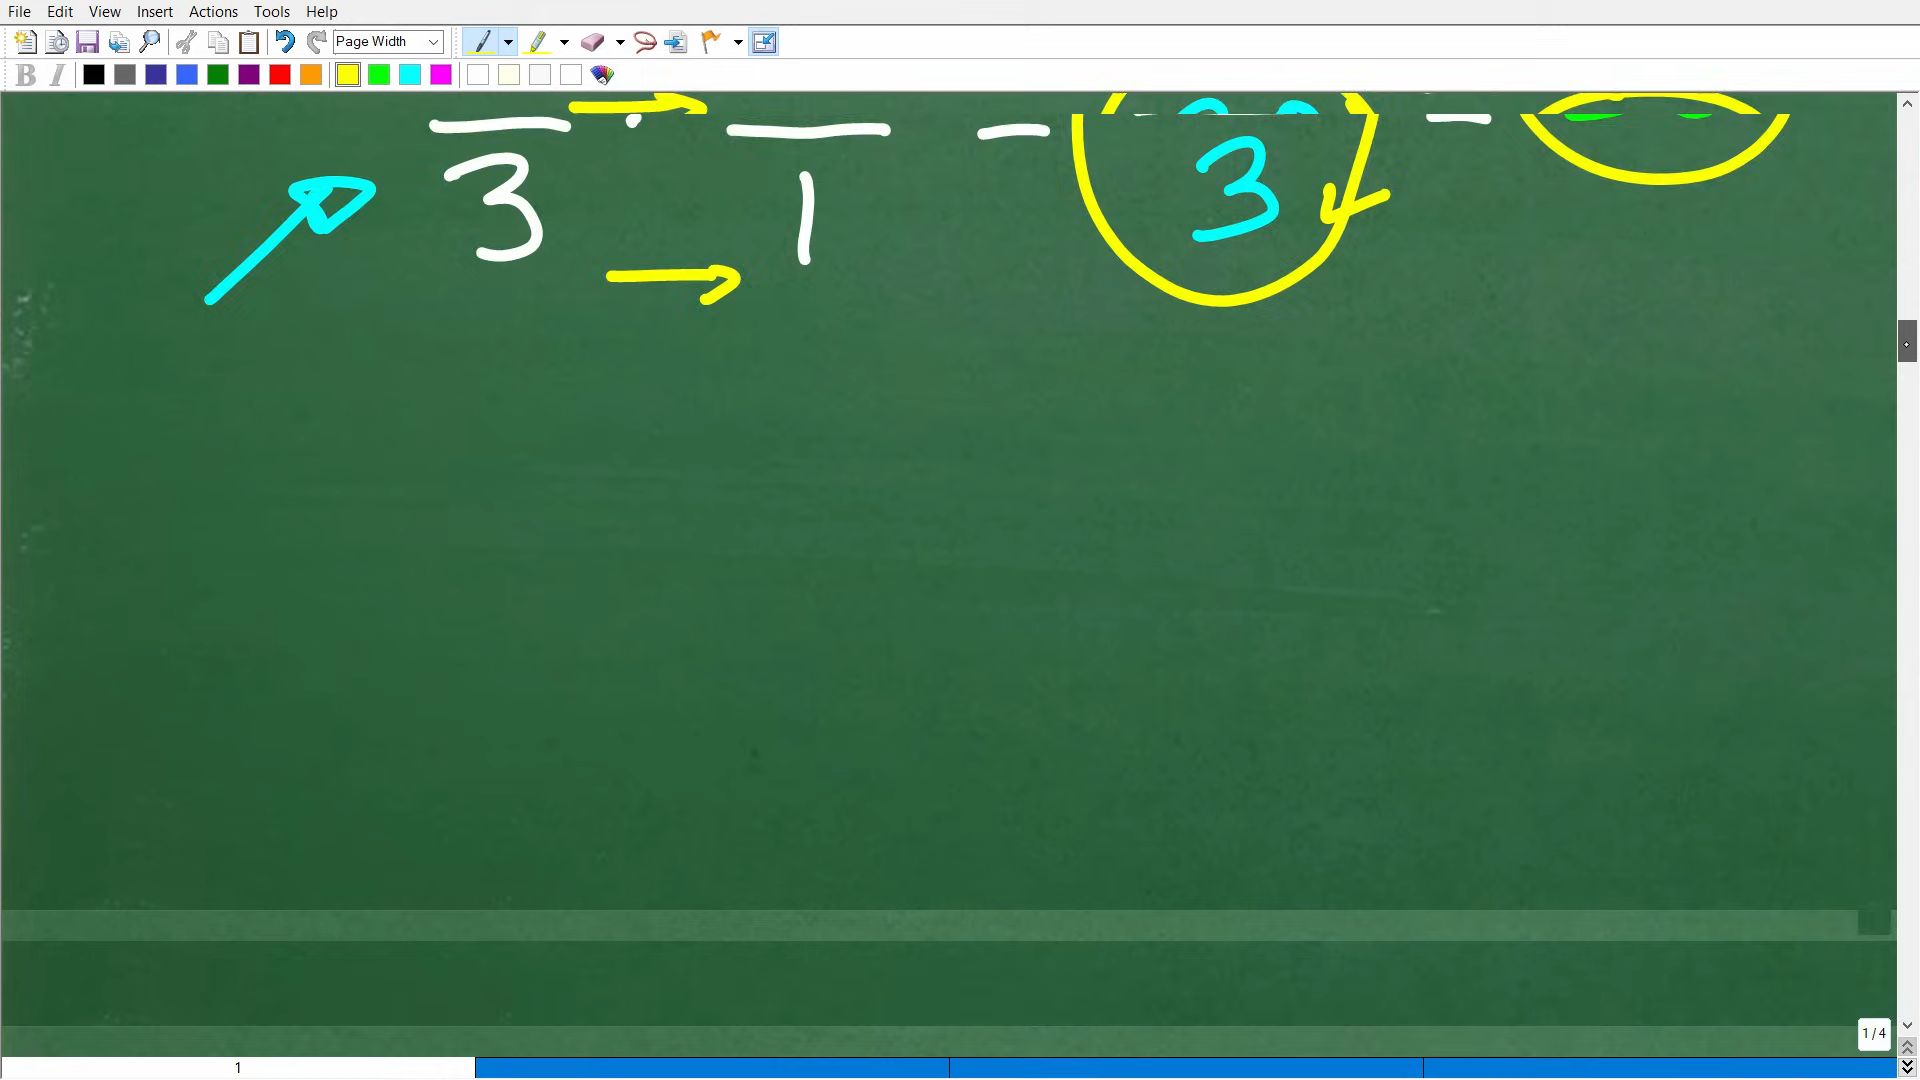 File Edit View Insert Actions Tools Help
Page Width
B I
3 · 1 3
1 / 4
1